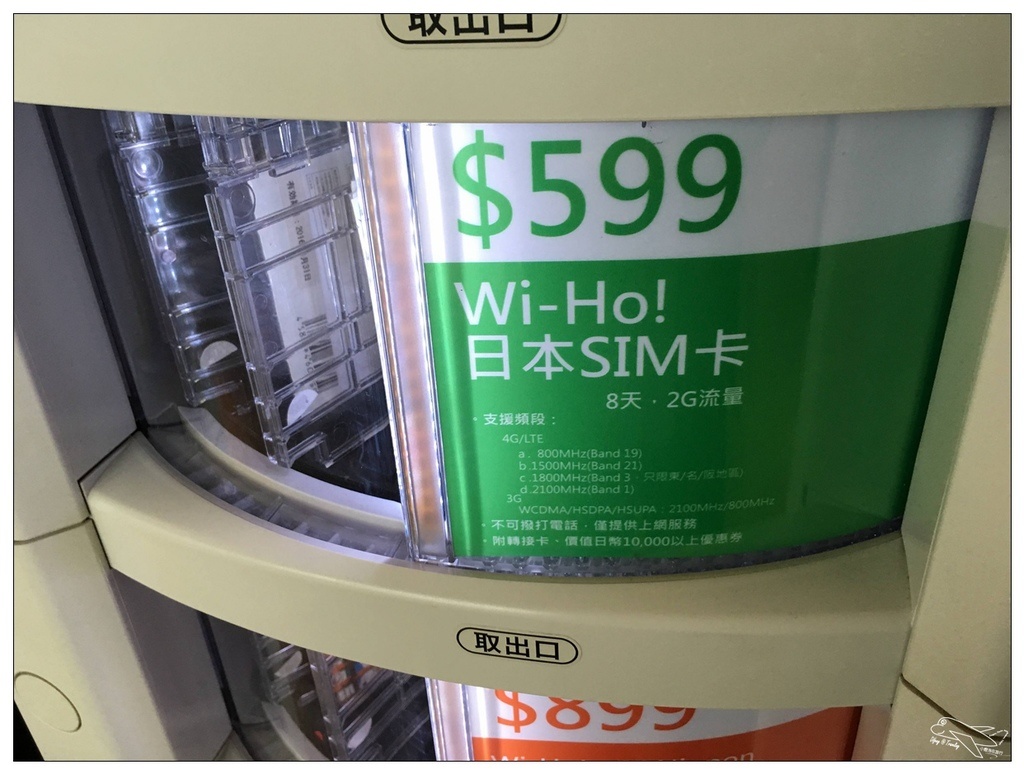 取出口
$599
Wi-Ho!
日本SIM卡
8天．2G流量
・支援頻段：
4G/LTE
a. 800MHz(Band 19)
b.1500MHz(Band 21)
c.1800MHz(Band 3．只限東/名/阪地區)
d.2100MHz(Band 1)
3G
WCDMA/HSDPA/HSUPA：2100MHz/800MHz
・不可撥打電話，僅提供上網服務
・附轉接卡、價值日幣10,000以上優惠券
取出口
$899